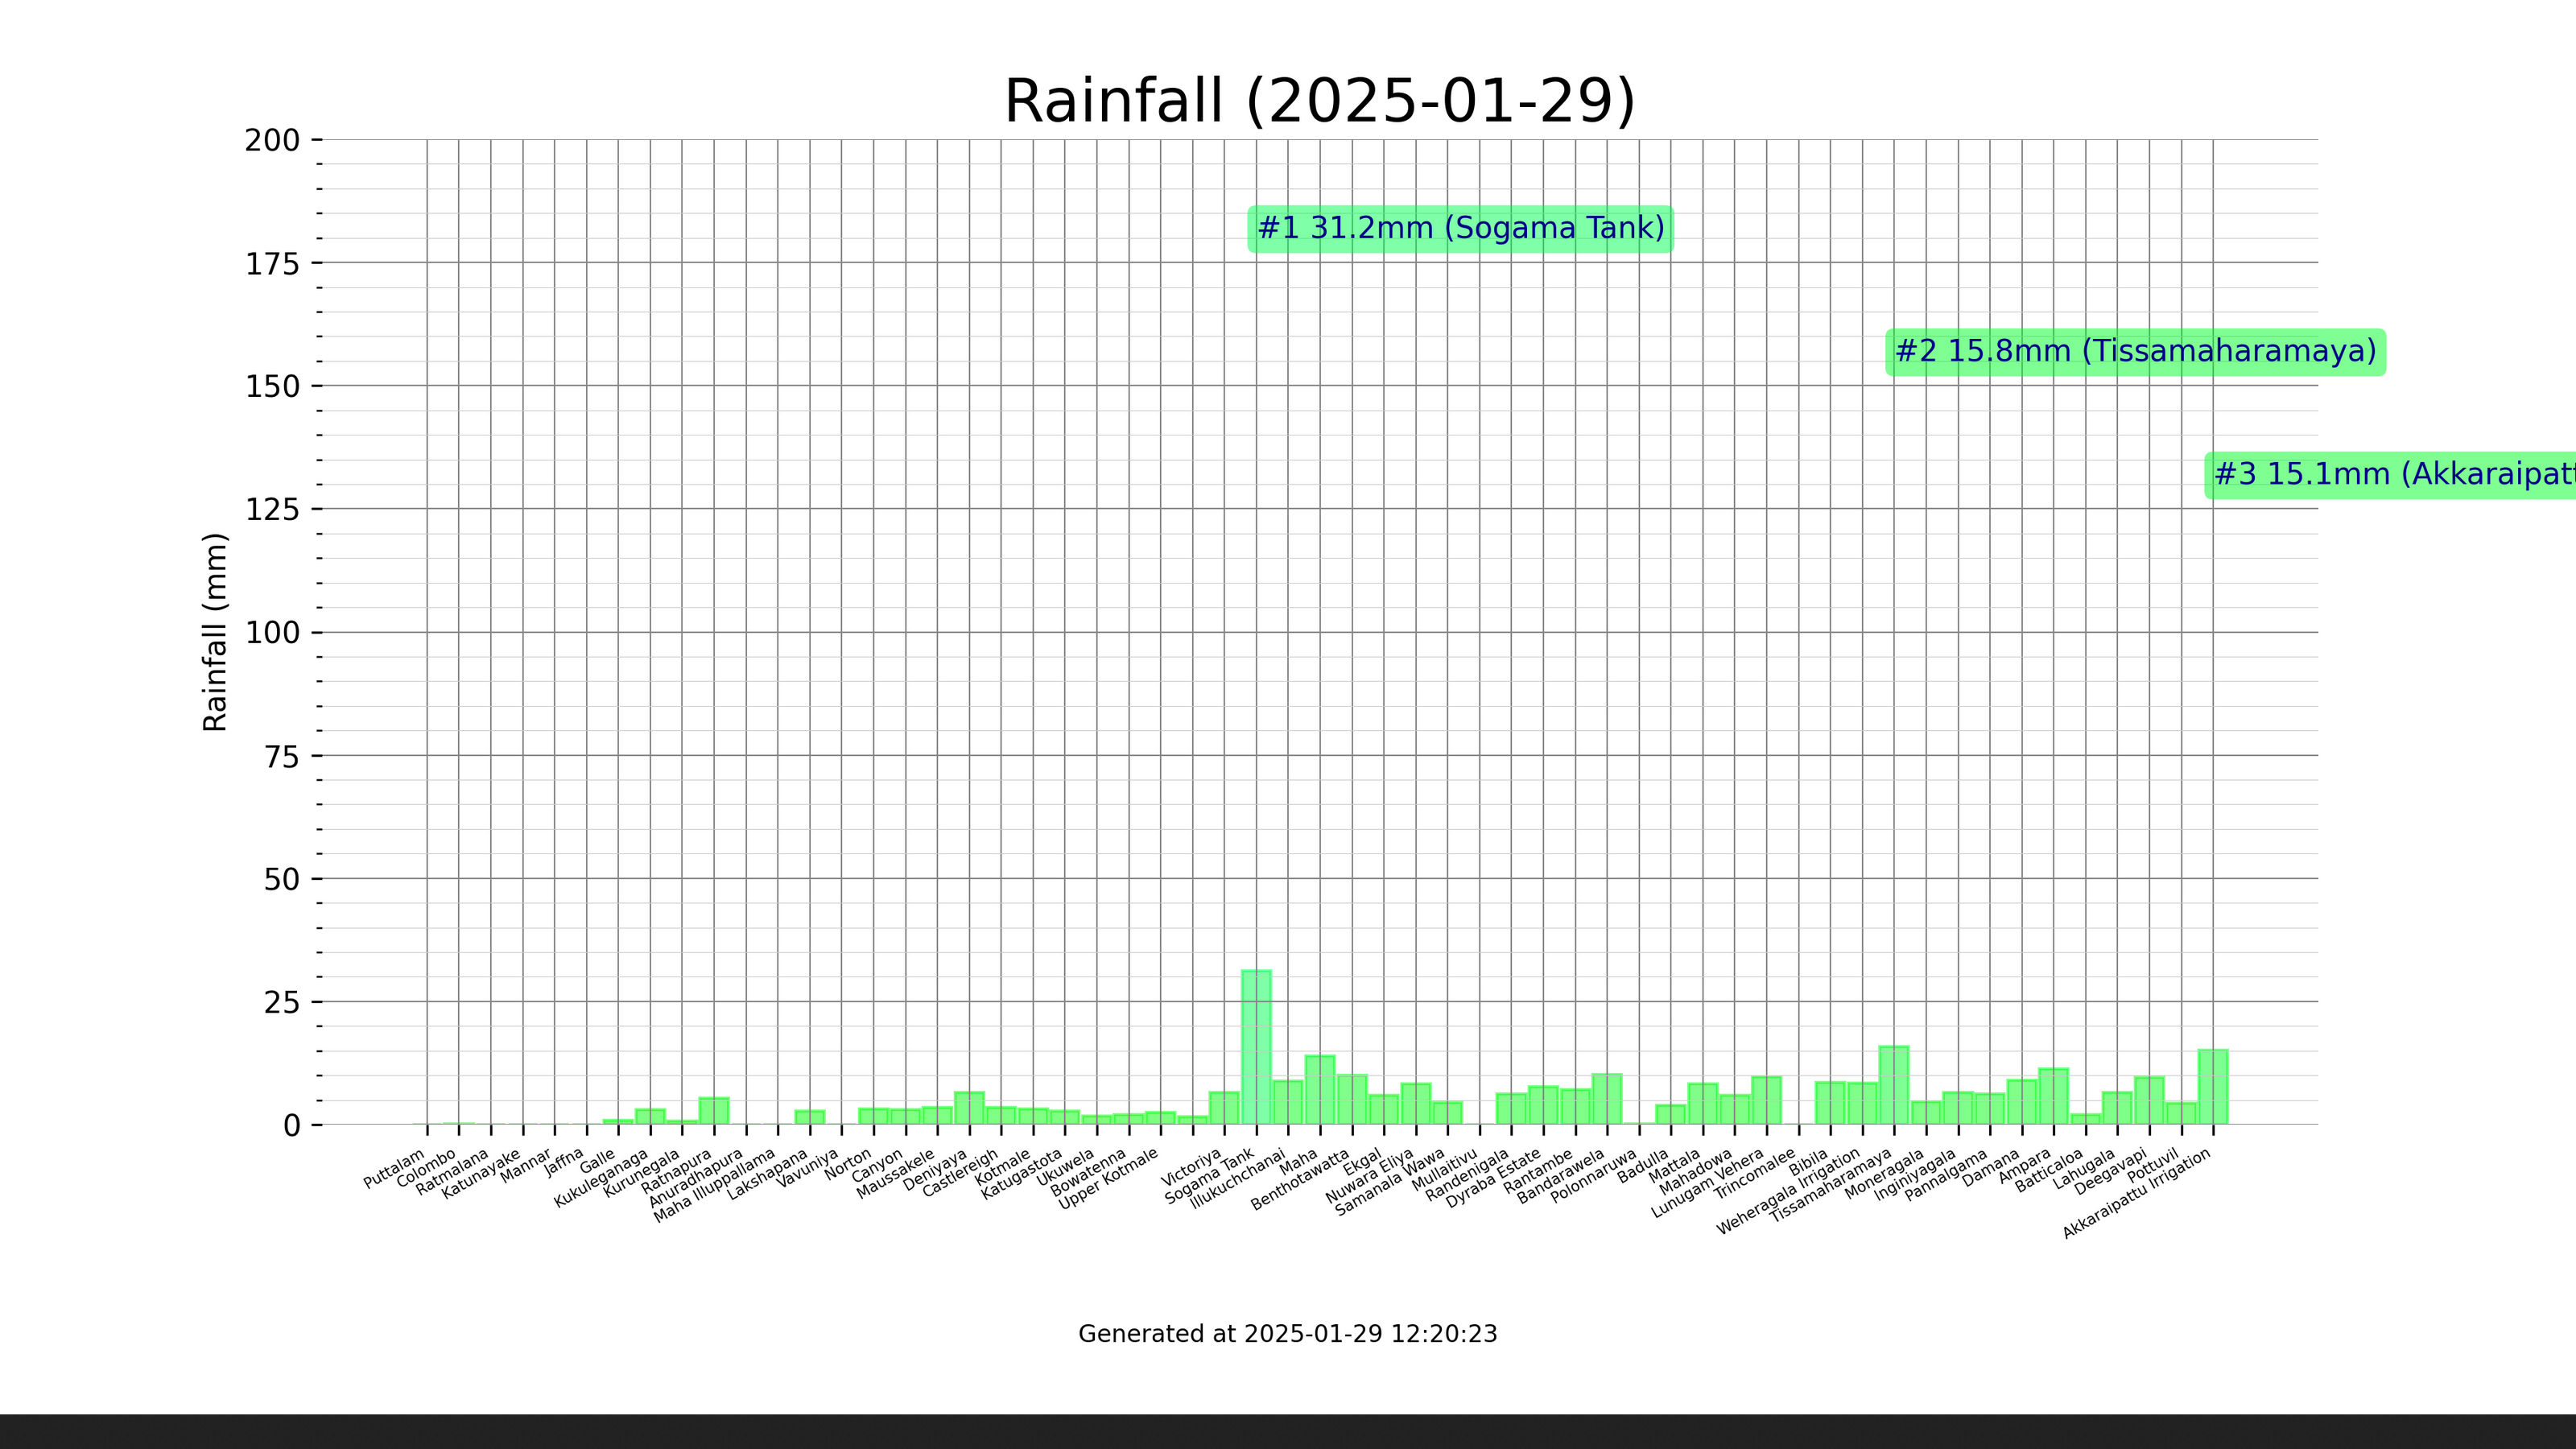 Rainfall (2025-01-29)
200
175
150
125
100
75
50
25
0
Rainfall (mm)
#1 31.2mm (Sogama Tank)
#2 15.8mm (Tissamaharamaya)
#3 15.1mm (Akkaraipatt
Puttalam
Colombo
Ratmalana
Katunayake
Mannar
Jaffna
Galle
Kukuleganaga
Kurunegala
Ratnapura
Anuradhapura
Maha Illuppallama
Lakshapana
Vavuniya
Norton
Canyon
Maussakele
Deniyaya
Castlereigh
Kotmale
Katugastota
Ukuwela
Bowatenna
Upper Kotmale
Victoriya
Sogama Tank
Illukuchchanai
Maha
Benthotawatta
Ekgal
Nuwara Eliya
Samanala Wawa
Mullaitivu
Randenigala
Dyraba Estate
Rantambe
Bandarawela
Polonnaruwa
Badulla
Mattala
Mahadowa
Lunugam Vehera
Trincomalee
Bibila
Weheragala Irrigation
Tissamaharamaya
Moneragala
Inginiyagala
Pannalgama
Damana
Ampara
Batticaloa
Lahugala
Deegavapi
Pottuvil
Akkaraipattu Irrigation
Generated at 2025-01-29 12:20:23